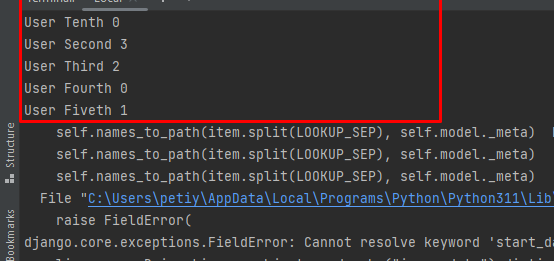 Terminal Local
User Tenth 0
User Second 3
User Third 2
User Fourth 0
User Fiveth 1
self.names_to_path(item.split(LOOKUP_SEP), self.model._meta)
self.names_to_path(item.split(LOOKUP_SEP), self.model._meta)
self.names_to_path(item.split(LOOKUP_SEP), self.model._meta)
File "C:\Users\petiy\AppData\Local\Programs\Python\Python311\Lib\
raise FieldError(
django.core.exceptions.FieldError: Cannot resolve keyword 'start_da
Structure
Bookmarks